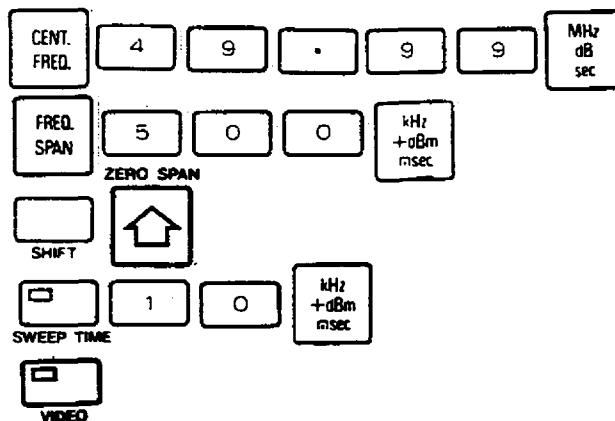 CENT. FREQ. 4 9 . 9 9 MHz dB sec
FREQ. SPAN 5 0 0 kHz +dBm msec
ZERO SPAN
SHIFT
1 0 kHz +dBm msec
SWEEP TIME
VIDEO